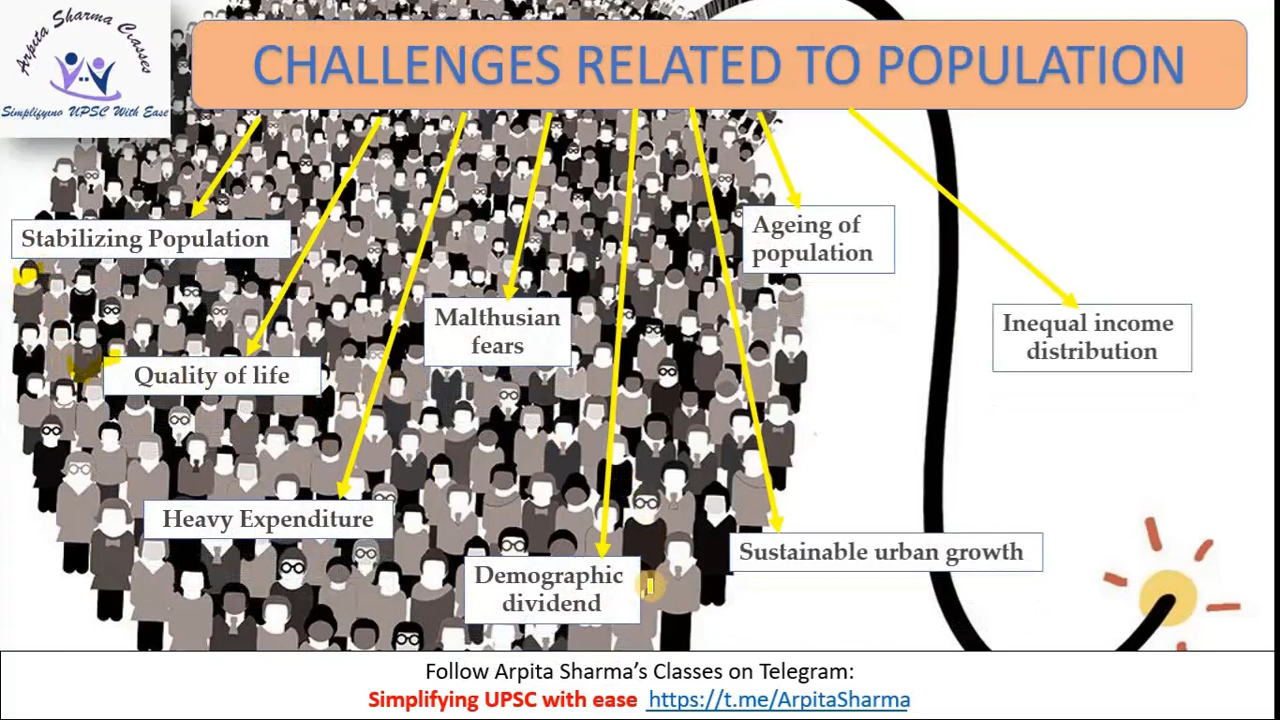 Arpita Sharma Classes
Simplifying UPSC With Ease
CHALLENGES RELATED TO POPULATION
Stabilizing Population
Ageing of
population
Malthusian
fears
Inequal income
distribution
Quality of life
Heavy Expenditure
Sustainable urban growth
Demographic
dividend
Follow Arpita Sharma’s Classes on Telegram:
Simplifying UPSC with ease https://t.me/ArpitaSharma